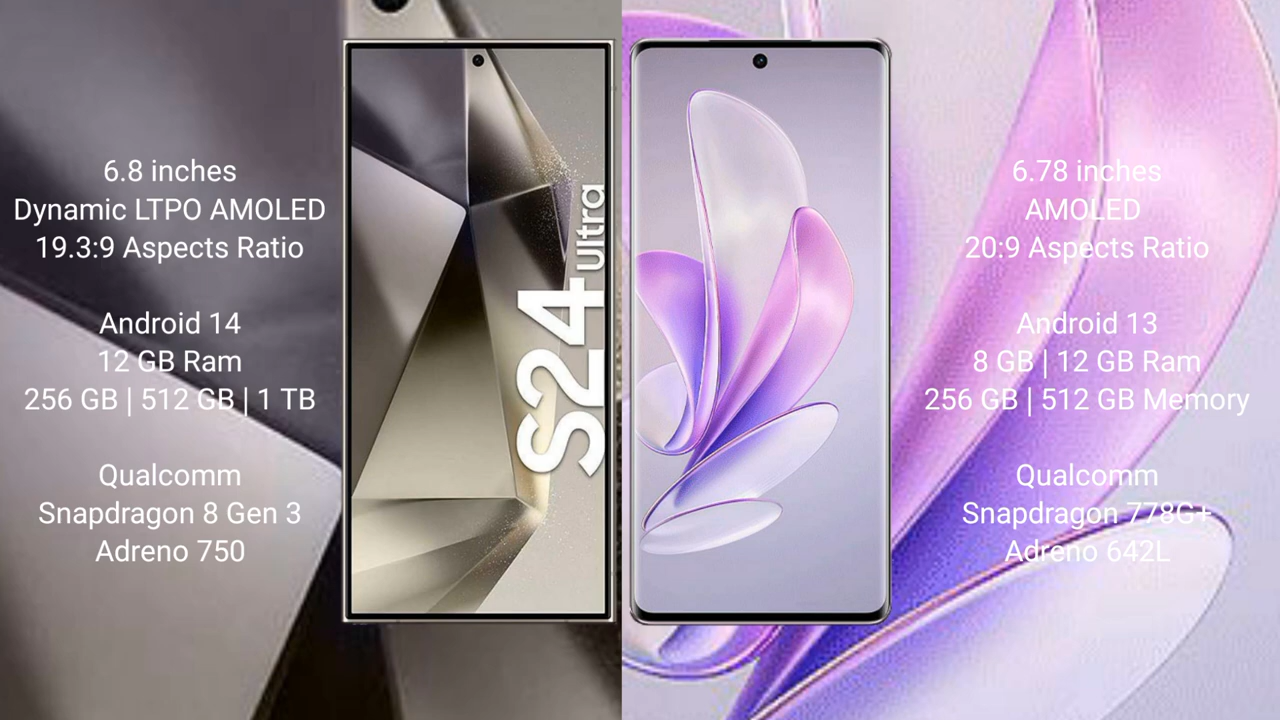 6.8 inches
Dynamic LTPO AMOLED
19.3:9 Aspects Ratio
Android 14
12 GB Ram
256 GB | 512 GB | 1 TB
Qualcomm
Snapdragon 8 Gen 3
Adreno 750
S24 ultra
6.78 inches
AMOLED
20:9 Aspects Ratio
Android 13
8 GB | 12 GB Ram
256 GB | 512 GB Memory
Qualcomm
Snapdragon 778G+
Adreno 642L